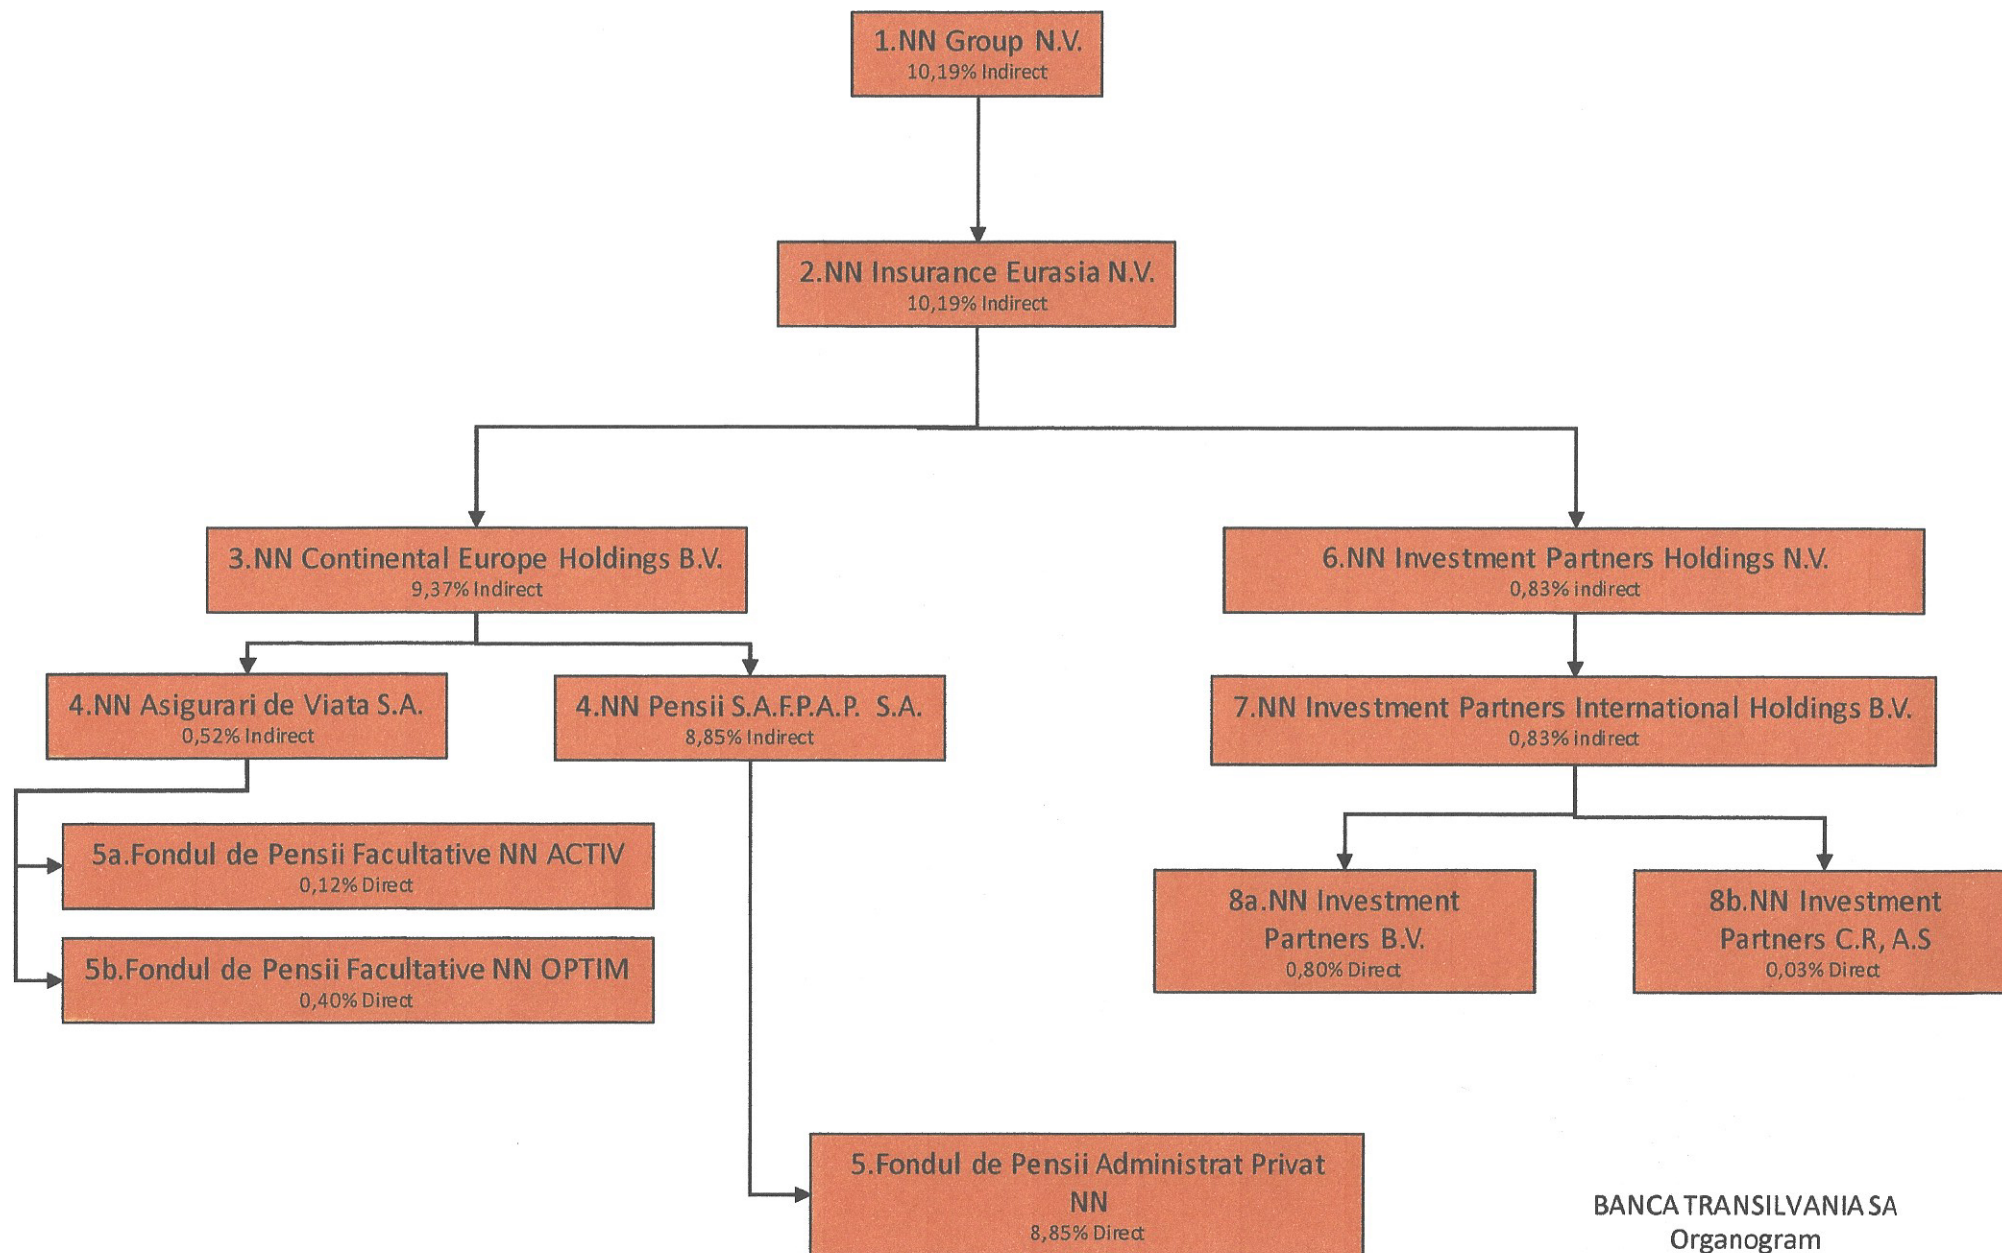 1.NN Group N.V.
10,19% Indirect
2.NN Insurance Eurasia N.V.
10,19% Indirect
3.NN Continental Europe Holdings B.V.
9,37% Indirect
6.NN Investment Partners Holdings N.V.
0,83% indirect
4.NN Asigurari de Viata S.A.
0,52% Indirect
4.NN Pensii S.A.F.P.A.P. S.A.
8,85% Indirect
7.NN Investment Partners International Holdings B.V.
0,83% indirect
5a.Fondul de Pensii Facultative NN ACTIV
0,12% Direct
5b.Fondul de Pensii Facultative NN OPTIM
0,40% Direct
8a.NN Investment
Partners B.V.
0,80% Direct
8b.NN Investment
Partners C.R, A.S
0,03% Direct
5.Fondul de Pensii Administrat Privat
NN
8,85% Direct
BANCA TRANSILVANIA SA
Organogram